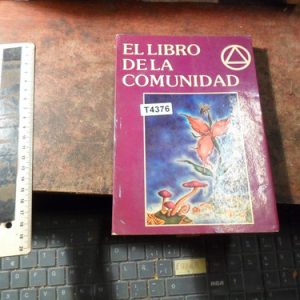 EL LIBRO
DE LA
COMUNIDAD
T4376